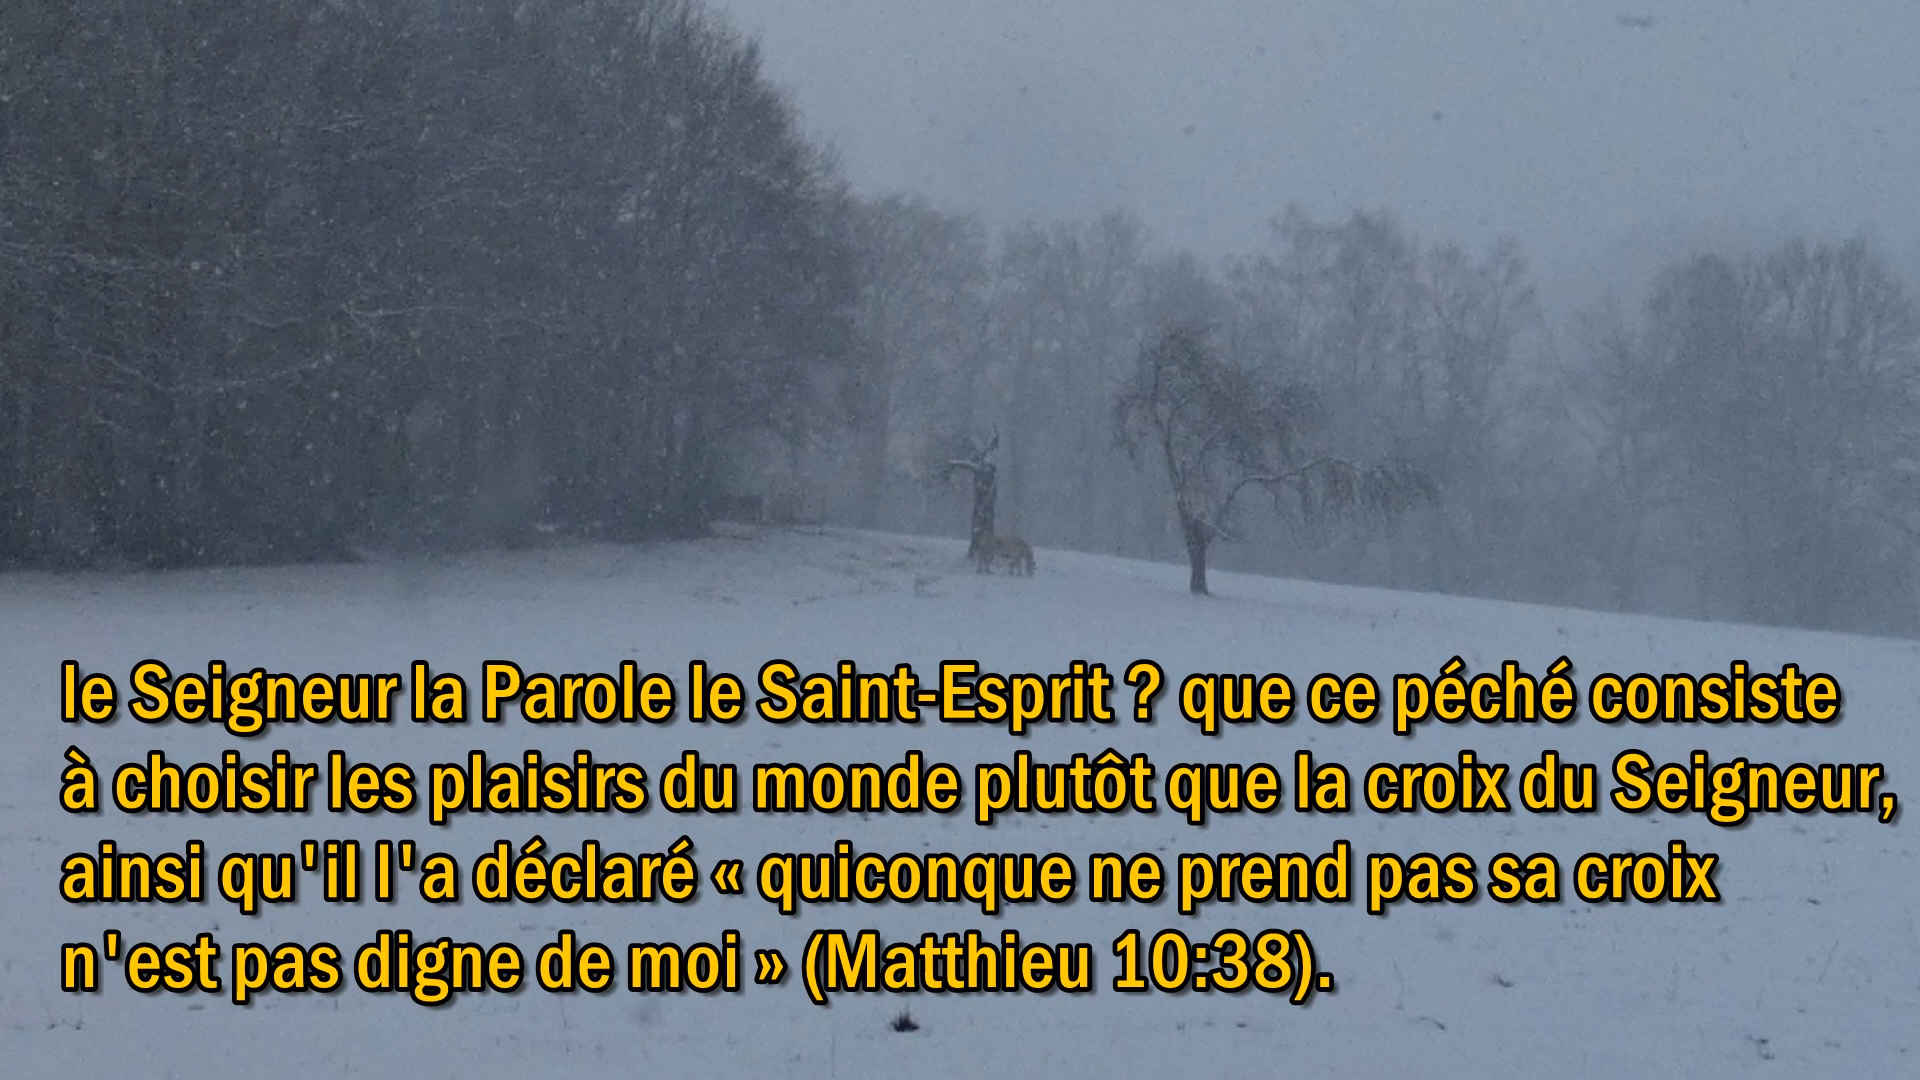 le Seigneur la Parole le Saint-Esprit ? que ce péché consiste
à choisir les plaisirs du monde plutôt que la croix du Seigneur,
ainsi qu'il l'a déclaré « quiconque ne prend pas sa croix
n'est pas digne de moi » (Matthieu 10:38).